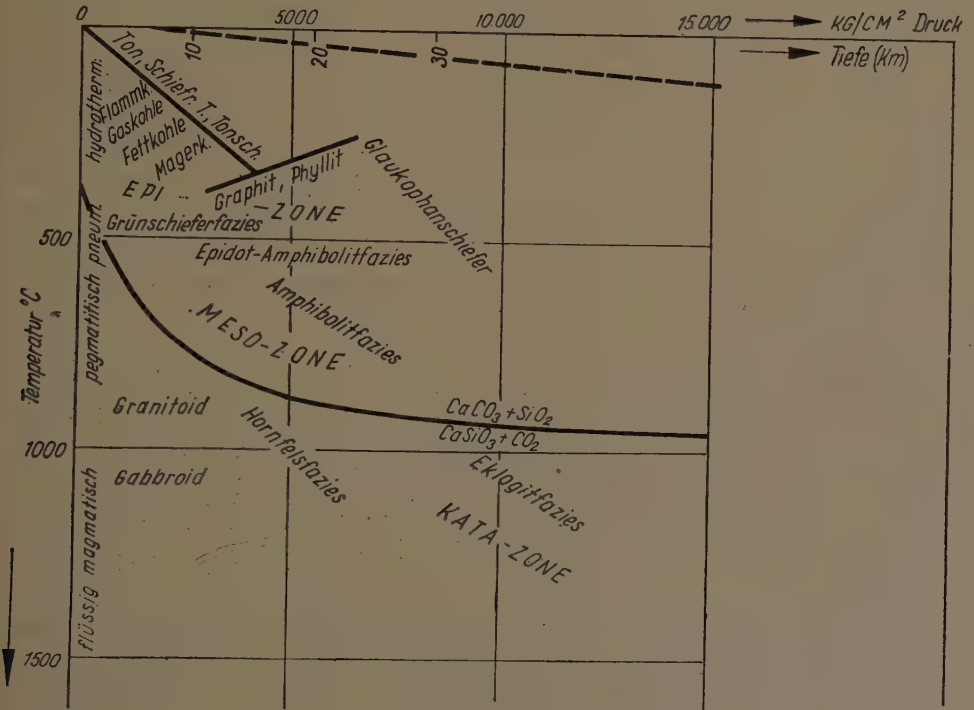 0 5000 10.000 15.000 KG/CM² Druck
10 20 30 Tiefe (Km)
hydrotherm.
Ton, Schiefr. T., Tonsch.
Flammk.
Gaskohle
Fettkohle
Magerk.
EPI -
Graphit, Phyllit
-ZONE
Glaukophanschiefer
Grünschieferfazies
500
Epidot-Amphibolitfazies
pegmatitisch pneum.
Amphibolitfazies
MESO-ZONE
Temperatur °C
Granitoid
Hornfelsfazies
CaCO₃+SiO₂
CaSiO₃+CO₂
1000
Gabbroid
Eklogitfazies
KATA-ZONE
flüssig magmatisch
1500